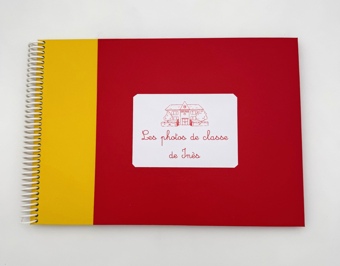 Les photos de classe
de Inès